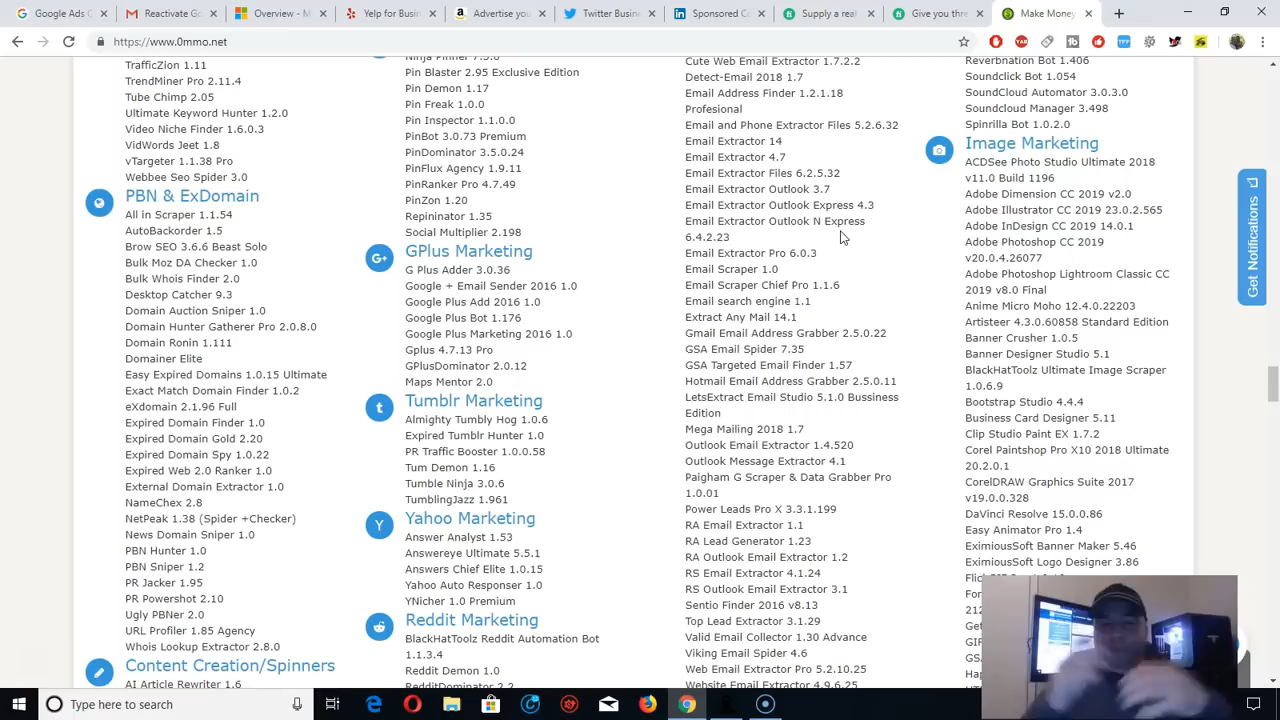 Google Ads C
Reactivate Go
Overview - M
Yelp for Busin
Advertise you
Twitter Busine
Sponsored Co
Supply a real
Give you thre
Make Money
https://www.0mmo.net
TrafficZion 1.11
TrendMiner Pro 2.11.4
Tube Chimp 2.05
Ultimate Keyword Hunter 1.2.0
Video Niche Finder 1.6.0.3
VidWords Jeet 1.8
vTargeter 1.1.38 Pro
Webbee Seo Spider 3.0
PBN & ExDomain
All in Scraper 1.1.54
AutoBackorder 1.5
Brow SEO 3.6.6 Beast Solo
Bulk Moz DA Checker 1.0
Bulk Whois Finder 2.0
Desktop Catcher 9.3
Domain Auction Sniper 1.0
Domain Hunter Gatherer Pro 2.0.8.0
Domain Ronin 1.111
Domainer Elite
Easy Expired Domains 1.0.15 Ultimate
Exact Match Domain Finder 1.0.2
eXdomain 2.1.96 Full
Expired Domain Finder 1.0
Expired Domain Gold 2.20
Expired Domain Spy 1.0.22
Expired Web 2.0 Ranker 1.0
External Domain Extractor 1.0
NameChex 2.8
NetPeak 1.38 (Spider +Checker)
News Domain Sniper 1.0
PBN Hunter 1.0
PBN Sniper 1.2
PR Jacker 1.95
PR Powershot 2.10
Ugly PBNer 2.0
URL Profiler 1.85 Agency
Whois Lookup Extractor 2.8.0
Content Creation/Spinners
AI Article Rewriter 1.6
Ninja Pinner 7.5.0
Pin Blaster 2.95 Exclusive Edition
Pin Demon 1.17
Pin Freak 1.0.0
Pin Inspector 1.1.0.0
PinBot 3.0.73 Premium
PinDominator 3.5.0.24
PinFlux Agency 1.9.11
PinRanker Pro 4.7.49
PinZon 1.20
Repininator 1.35
Social Multiplier 2.198
GPlus Marketing
G Plus Adder 3.0.36
Google + Email Sender 2016 1.0
Google Plus Add 2016 1.0
Google Plus Bot 1.176
Google Plus Marketing 2016 1.0
Gplus 4.7.13 Pro
GPlusDominator 2.0.12
Maps Mentor 2.0
Tumblr Marketing
Almighty Tumbly Hog 1.0.6
Expired Tumblr Hunter 1.0
PR Traffic Booster 1.0.0.58
Tum Demon 1.16
Tumble Ninja 3.0.6
TumblingJazz 1.961
Yahoo Marketing
Answer Analyst 1.53
Answereye Ultimate 5.5.1
Answers Chief Elite 1.0.15
Yahoo Auto Responser 1.0
YNicher 1.0 Premium
Reddit Marketing
BlackHatToolz Reddit Automation Bot
1.1.3.4
Reddit Demon 1.0
RedditDominator 2.2
Cute Web Email Extractor 1.7.2.2
Detect-Email 2018 1.7
Email Address Finder 1.2.1.18
Profesional
Email and Phone Extractor Files 5.2.6.32
Email Extractor 14
Email Extractor 4.7
Email Extractor Files 6.2.5.32
Email Extractor Outlook 3.7
Email Extractor Outlook Express 4.3
Email Extractor Outlook N Express
6.4.2.23
Email Extractor Pro 6.0.3
Email Scraper 1.0
Email Scraper Chief Pro 1.1.6
Email search engine 1.1
Extract Any Mail 14.1
Gmail Email Address Grabber 2.5.0.22
GSA Email Spider 7.35
GSA Targeted Email Finder 1.57
Hotmail Email Address Grabber 2.5.0.11
LetsExtract Email Studio 5.1.0 Bussiness
Edition
Mega Mailing 2018 1.7
Outlook Email Extractor 1.4.520
Outlook Message Extractor 4.1
Paigham G Scraper & Data Grabber Pro
1.0.01
Power Leads Pro X 3.3.1.199
RA Email Extractor 1.1
RA Lead Generator 1.23
RA Outlook Email Extractor 1.2
RS Email Extractor 4.1.24
RS Outlook Email Extractor 3.1
Sentio Finder 2016 v8.13
Top Lead Extractor 3.1.29
Valid Email Collector 1.30 Advance
Viking Email Spider 4.6
Web Email Extractor Pro 5.2.10.25
Website Email Extractor 4.9.6.25
Reverbnation Bot 1.406
Soundclick Bot 1.054
SoundCloud Automator 3.0.3.0
Soundcloud Manager 3.498
Spinrilla Bot 1.0.2.0
Image Marketing
ACDSee Photo Studio Ultimate 2018
v11.0 Build 1196
Adobe Dimension CC 2019 v2.0
Adobe Illustrator CC 2019 23.0.2.565
Adobe InDesign CC 2019 14.0.1
Adobe Photoshop CC 2019
v20.0.4.26077
Adobe Photoshop Lightroom Classic CC
2019 v8.0 Final
Anime Micro Moho 12.4.0.22203
Artisteer 4.3.0.60858 Standard Edition
Banner Crusher 1.0.5
Banner Designer Studio 5.1
BlackHatToolz Ultimate Image Scraper
1.0.6.9
Bootstrap Studio 4.4.4
Business Card Designer 5.11
Clip Studio Paint EX 1.7.2
Corel Paintshop Pro X10 2018 Ultimate
20.2.0.1
CorelDRAW Graphics Suite 2017
v19.0.0.328
DaVinci Resolve 15.0.0.86
Easy Animator Pro 1.4
EximiousSoft Banner Maker 5.46
EximiousSoft Logo Designer 3.86
Get Notifications
Type here to search